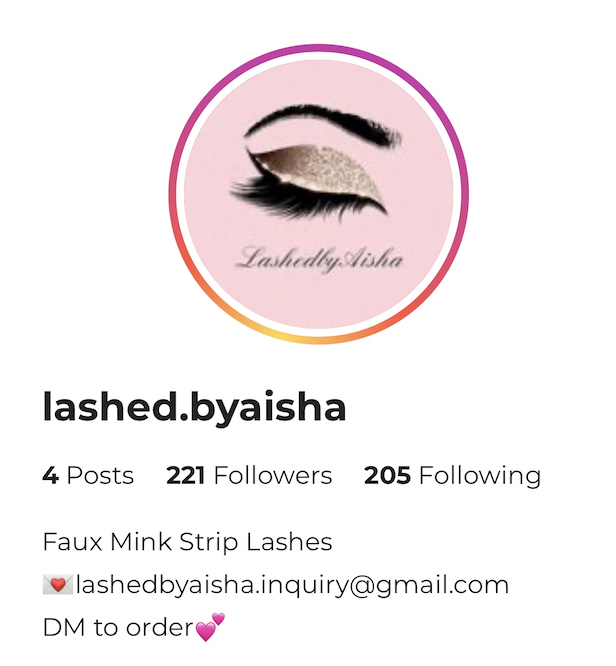 LashedbyAisha
lashed.byaisha
4 Posts 221 Followers 205 Following
Faux Mink Strip Lashes
💌lashedbyaisha.inquiry@gmail.com
DM to order💕